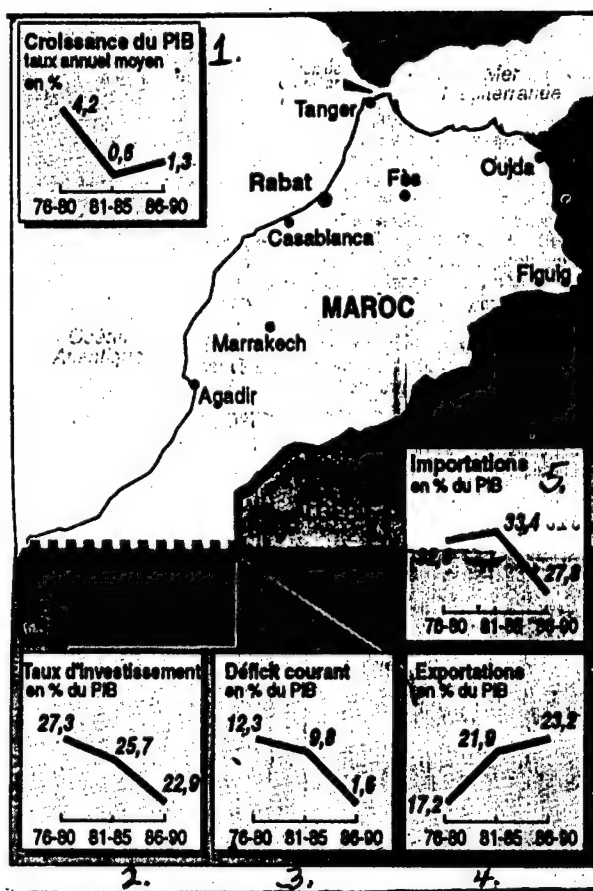 Croissance du PIB
taux annuel moyen
en %
1.
4,2
0,6
1,3
76-80 81-85 86-90
Mer
Tanger
Oujda
Rabat
Fès
Casablanca
Figuig
MAROC
Océan
Atlantique
Marrakech
Agadir
Importations
en % du PIB
5.
33,4
27,8
76-80 81-85 86-90
Taux d'investissement
en % du PIB
27,3
25,7
22,9
76-80 81-85 86-90
2.
Déficit courant
en % du PIB
12,3
9,8
1,6
76-80 81-85 86-90
3.
Exportations
en % du PIB
23,2
21,9
17,2
76-80 81-85 86-90
4.